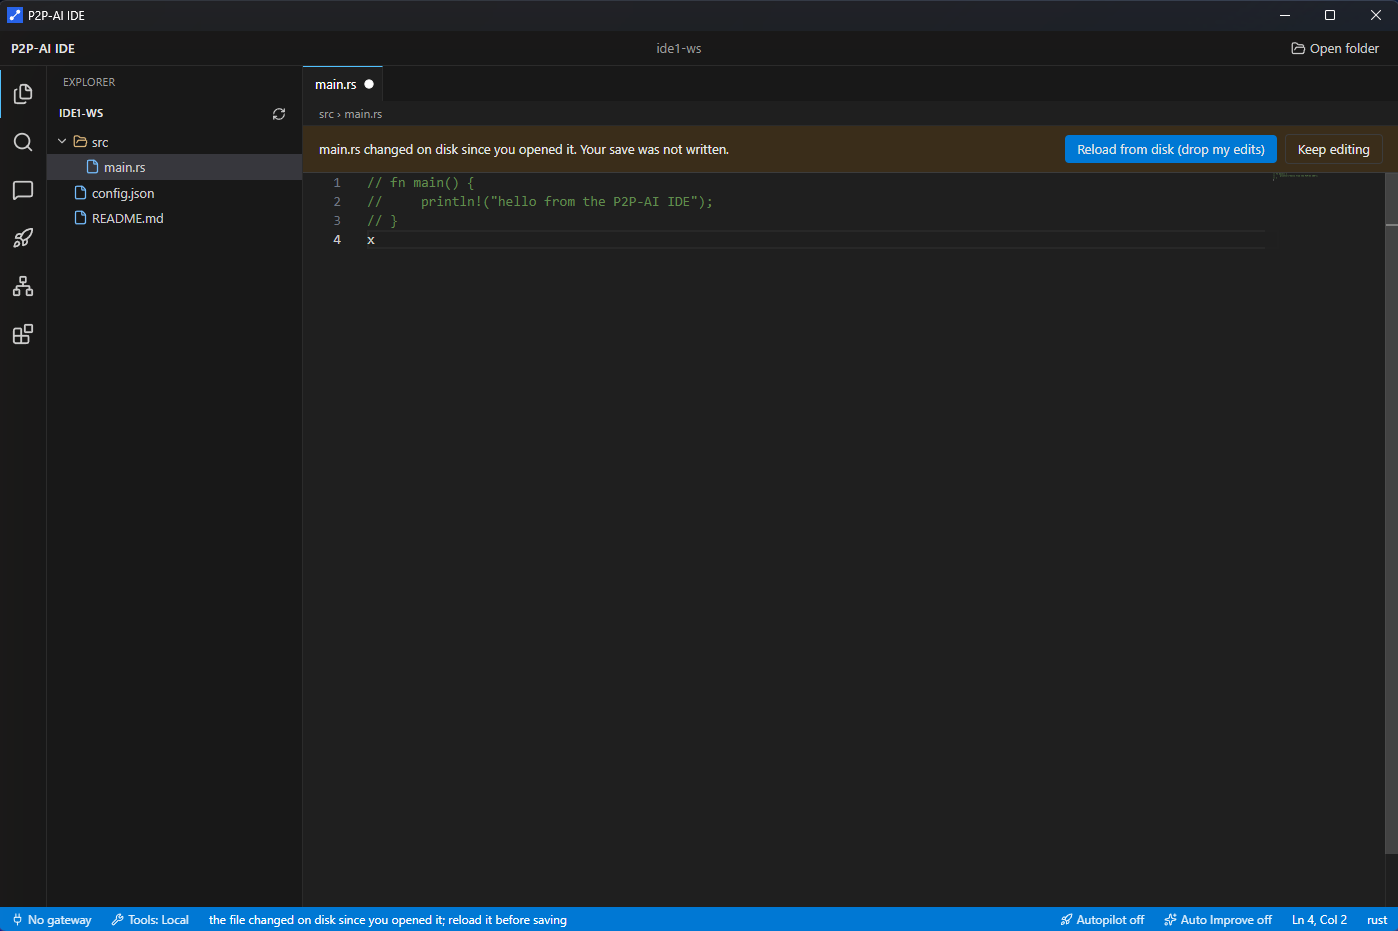 P2P-AI IDE
P2P-AI IDE
ide1-ws
Open folder
EXPLORER
IDE1-WS
src
main.rs
config.json
README.md
main.rs
src › main.rs
main.rs changed on disk since you opened it. Your save was not written.
Reload from disk (drop my edits)
Keep editing
1 // fn main() {
2 //     println!("hello from the P2P-AI IDE");
3 // }
4 x
No gateway
Tools: Local
the file changed on disk since you opened it; reload it before saving
Autopilot off
Auto Improve off
Ln 4, Col 2
rust